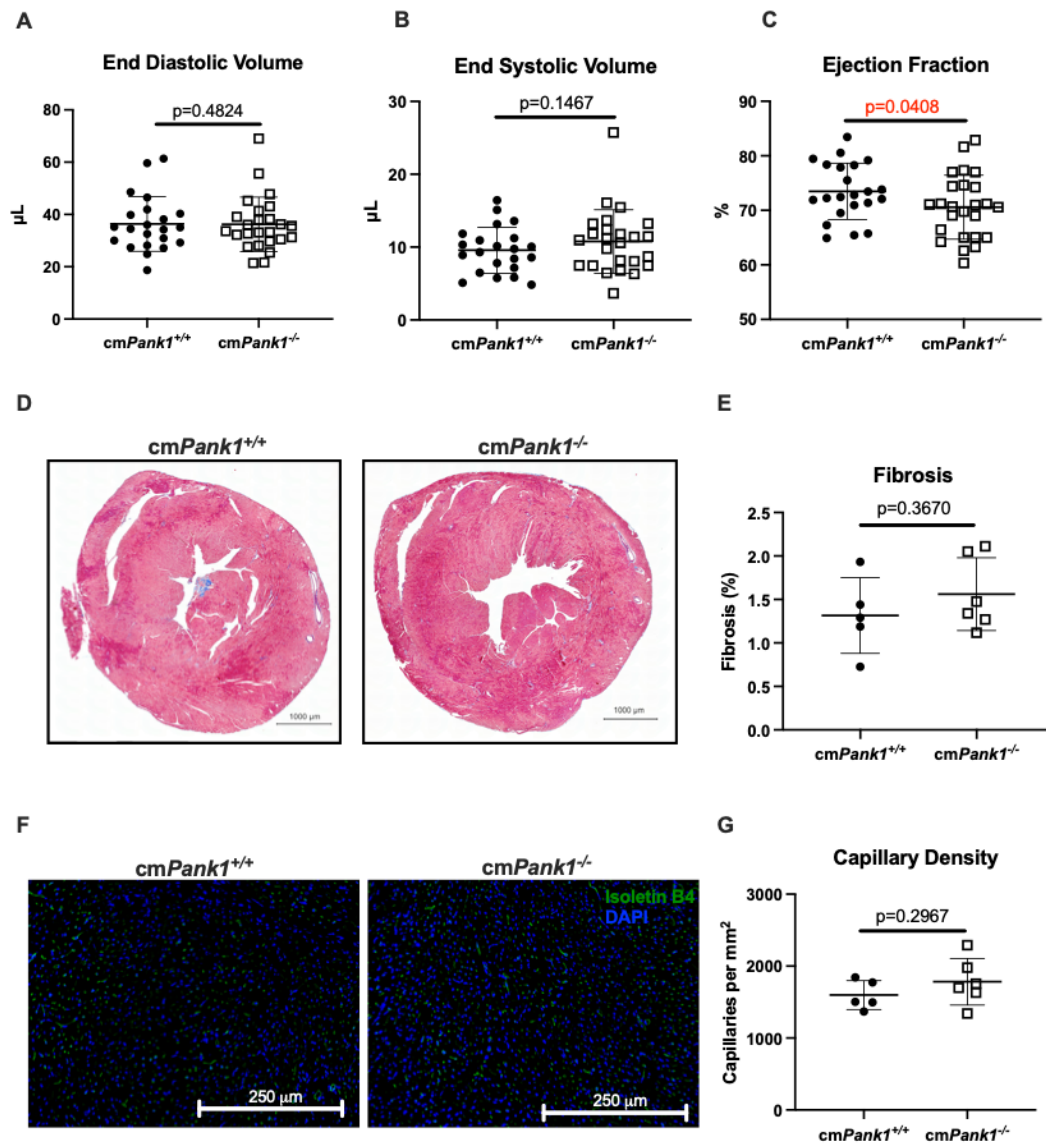 A
End Diastolic Volume
p=0.4824
80
60
40
20
0
µL
cmPank1+/+
cmPank1-/-
B
End Systolic Volume
p=0.1467
30
20
10
0
µL
cmPank1+/+
cmPank1-/-
C
Ejection Fraction
p=0.0408
90
80
70
60
50
%
cmPank1+/+
cmPank1-/-
D
cmPank1+/+
cmPank1-/-
1000 µm
1000 µm
E
Fibrosis
p=0.3670
2.5
2.0
1.5
1.0
0.5
0.0
Fibrosis (%)
cmPank1+/+
cmPank1-/-
F
cmPank1+/+
cmPank1-/-
Isoletin B4
DAPI
250 µm
250 µm
G
Capillary Density
p=0.2967
3000
2000
1000
0
Capillaries per mm2
cmPank1+/+
cmPank1-/-